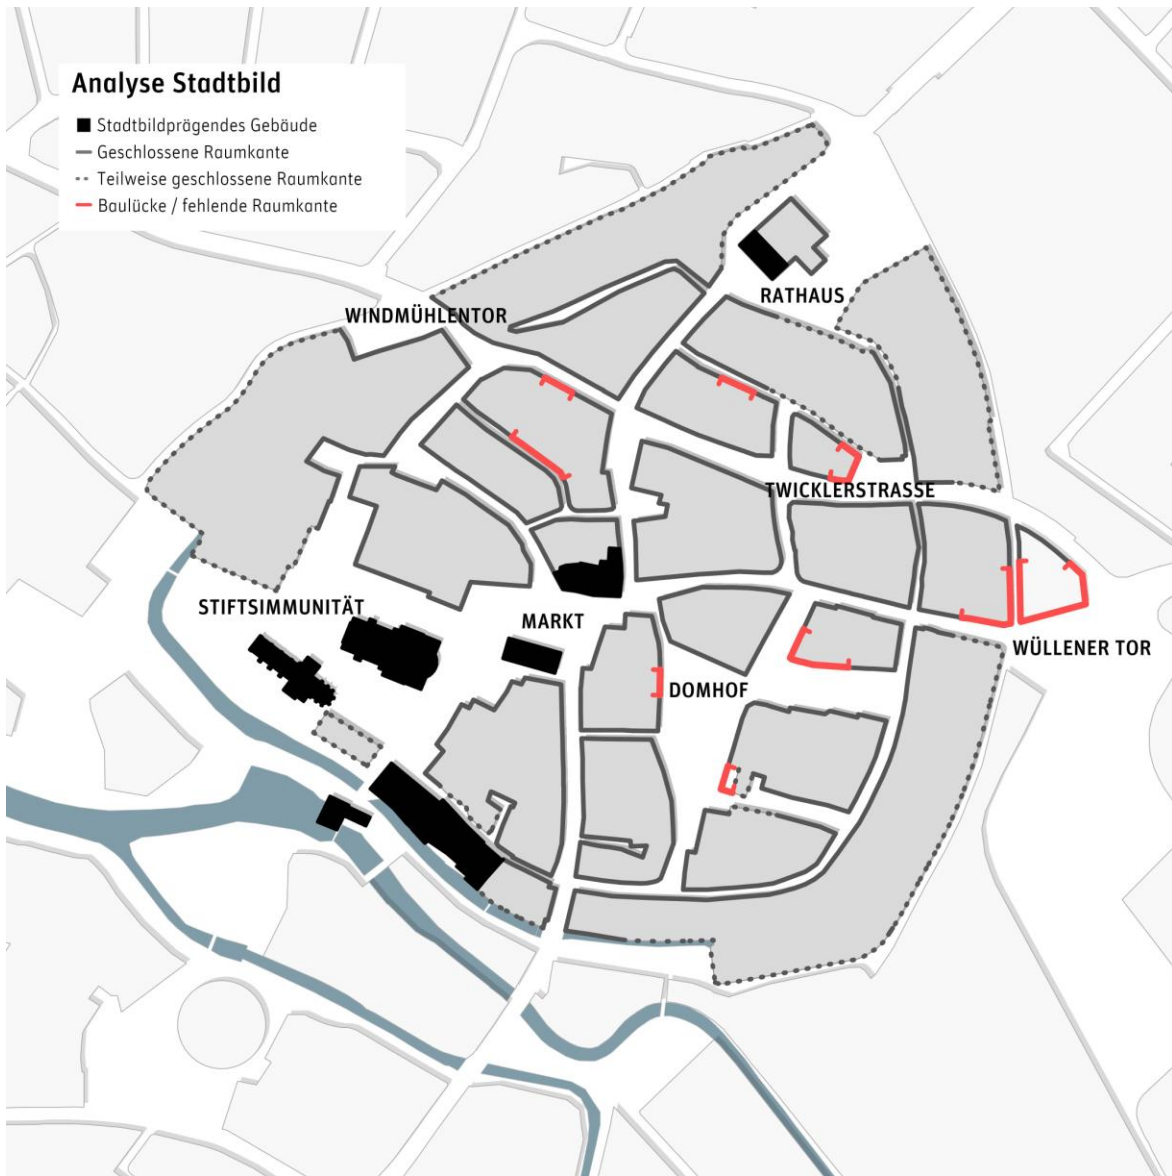 Analyse Stadtbild
Stadtbildprägendes Gebäude
Geschlossene Raumkante
Teilweise geschlossene Raumkante
Baulücke / fehlende Raumkante
RATHAUS
WINDMÜHLENTOR
TWICKLERSTRASSE
STIFTSIMMUNITÄT
MARKT
WÜLLENER TOR
DOMHOF